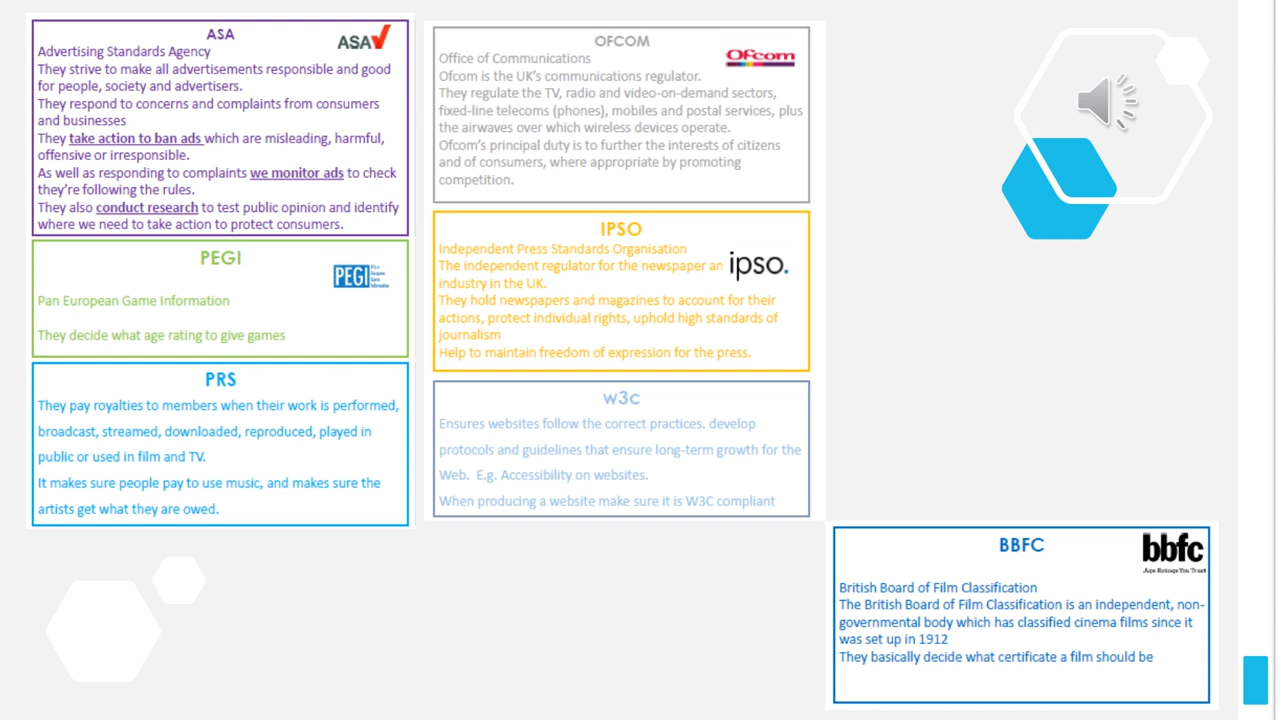 ASA
ASA
Advertising Standards Agency
They strive to make all advertisements responsible and good
for people, society and advertisers.
They respond to concerns and complaints from consumers
and businesses
They take action to ban ads which are misleading, harmful,
offensive or irresponsible.
As well as responding to complaints we monitor ads to check
they're following the rules.
They also conduct research to test public opinion and identify
where we need to take action to protect consumers.
PEGI
PEGI
Pan European Game Information
They decide what age rating to give games
PRS
They pay royalties to members when their work is performed,
broadcast, streamed, downloaded, reproduced, played in
public or used in film and TV.
It makes sure people pay to use music, and makes sure the
artists get what they are owed.
OFCOM
Ofcom
Office of Communications
Ofcom is the UK's communications regulator.
They regulate the TV, radio and video-on-demand sectors,
fixed-line telecoms (phones), mobiles and postal services, plus
the airwaves over which wireless devices operate.
Ofcom's principal duty is to further the interests of citizens
and of consumers, where appropriate by promoting
competition.
IPSO
Independent Press Standards Organisation
ipso.
The independent regulator for the newspaper an
industry in the UK.
They hold newspapers and magazines to account for their
actions, protect individual rights, uphold high standards of
journalism
Help to maintain freedom of expression for the press.
w3c
Ensures websites follow the correct practices. develop
protocols and guidelines that ensure long-term growth for the
Web. E.g. Accessibility on websites.
When producing a website make sure it is W3C compliant
BBFC
bbfc
Age Ratings You Trust
British Board of Film Classification
The British Board of Film Classification is an independent, non-
governmental body which has classified cinema films since it
was set up in 1912
They basically decide what certificate a film should be